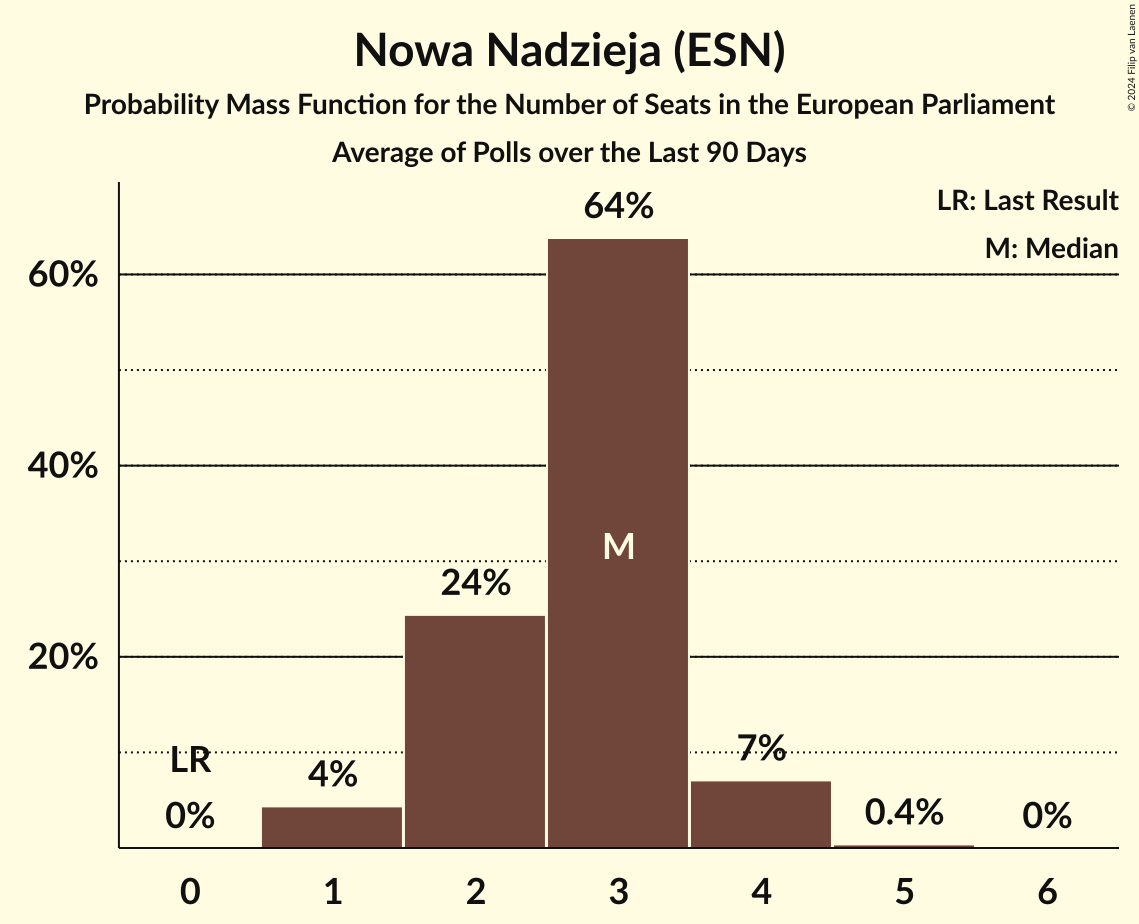 Nowa Nadzieja (ESN)
Probability Mass Function for the Number of Seats in the European Parliament
Average of Polls over the Last 90 Days
© 2024 Filip van Laenen
LR: Last Result
M: Median
64%
60%
40%
M
24%
20%
LR
7%
4%
0%
0.4%
0%
0 1 2 3 4 5 6